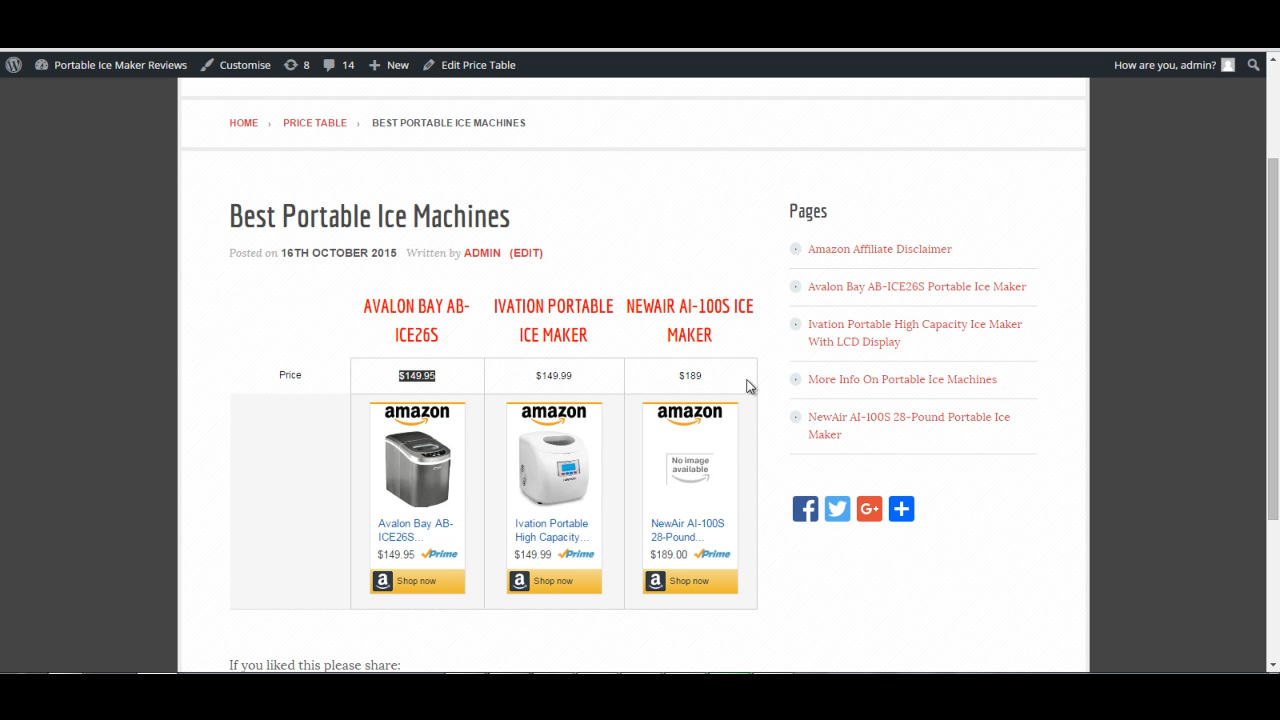 Portable Ice Maker Reviews Customise 8 14 New Edit Price Table How are you, admin?
HOME › PRICE TABLE › BEST PORTABLE ICE MACHINES
Best Portable Ice Machines
Posted on 16TH OCTOBER 2015 Written by ADMIN (EDIT)
AVALON BAY AB-
ICE26S
IVATION PORTABLE
ICE MAKER
NEWAIR AI-100S ICE
MAKER
Price $149.95 $149.99 $189
amazon
Avalon Bay AB-
ICE26S...
$149.95 Prime
a Shop now
amazon
Ivation Portable
High Capacity...
$149.99 Prime
a Shop now
amazon
No image
available
NewAir AI-100S
28-Pound...
$189.00 Prime
a Shop now
If you liked this please share:
Pages
Amazon Affiliate Disclaimer
Avalon Bay AB-ICE26S Portable Ice Maker
Ivation Portable High Capacity Ice Maker
With LCD Display
More Info On Portable Ice Machines
NewAir AI-100S 28-Pound Portable Ice
Maker